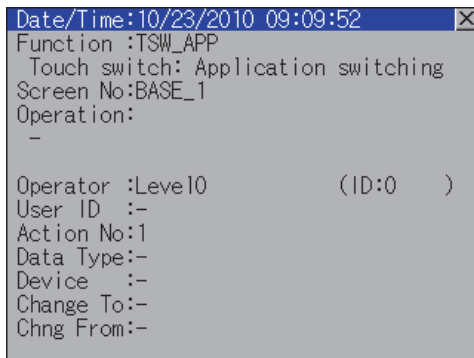 Date/Time:10/23/2010 09:09:52
Function :TSW_APP
Touch switch: Application switching
Screen No:BASE_1
Operation:
-
Operator :Level0 (ID:0 )
User ID :-
Action No:1
Data Type:-
Device :-
Change To:-
Chng From:-